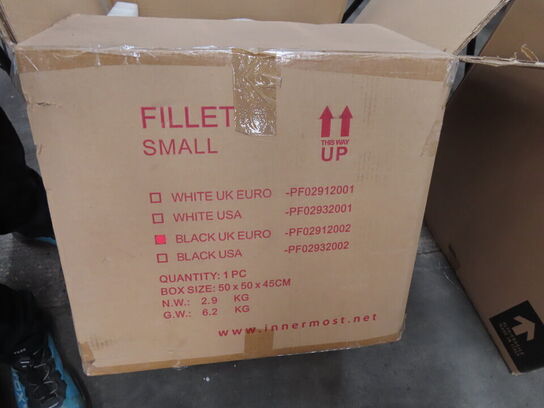 FILLET
SMALL
THIS WAY
UP
WHITE UK EURO -PF02912001
WHITE USA -PF02932001
BLACK UK EURO -PF02912002
BLACK USA -PF02932002
QUANTITY: 1 PC
BOX SIZE: 50 x 50 x 45CM
N.W.: 2.9 KG
G.W.: 6.2 KG
www.innermost.net